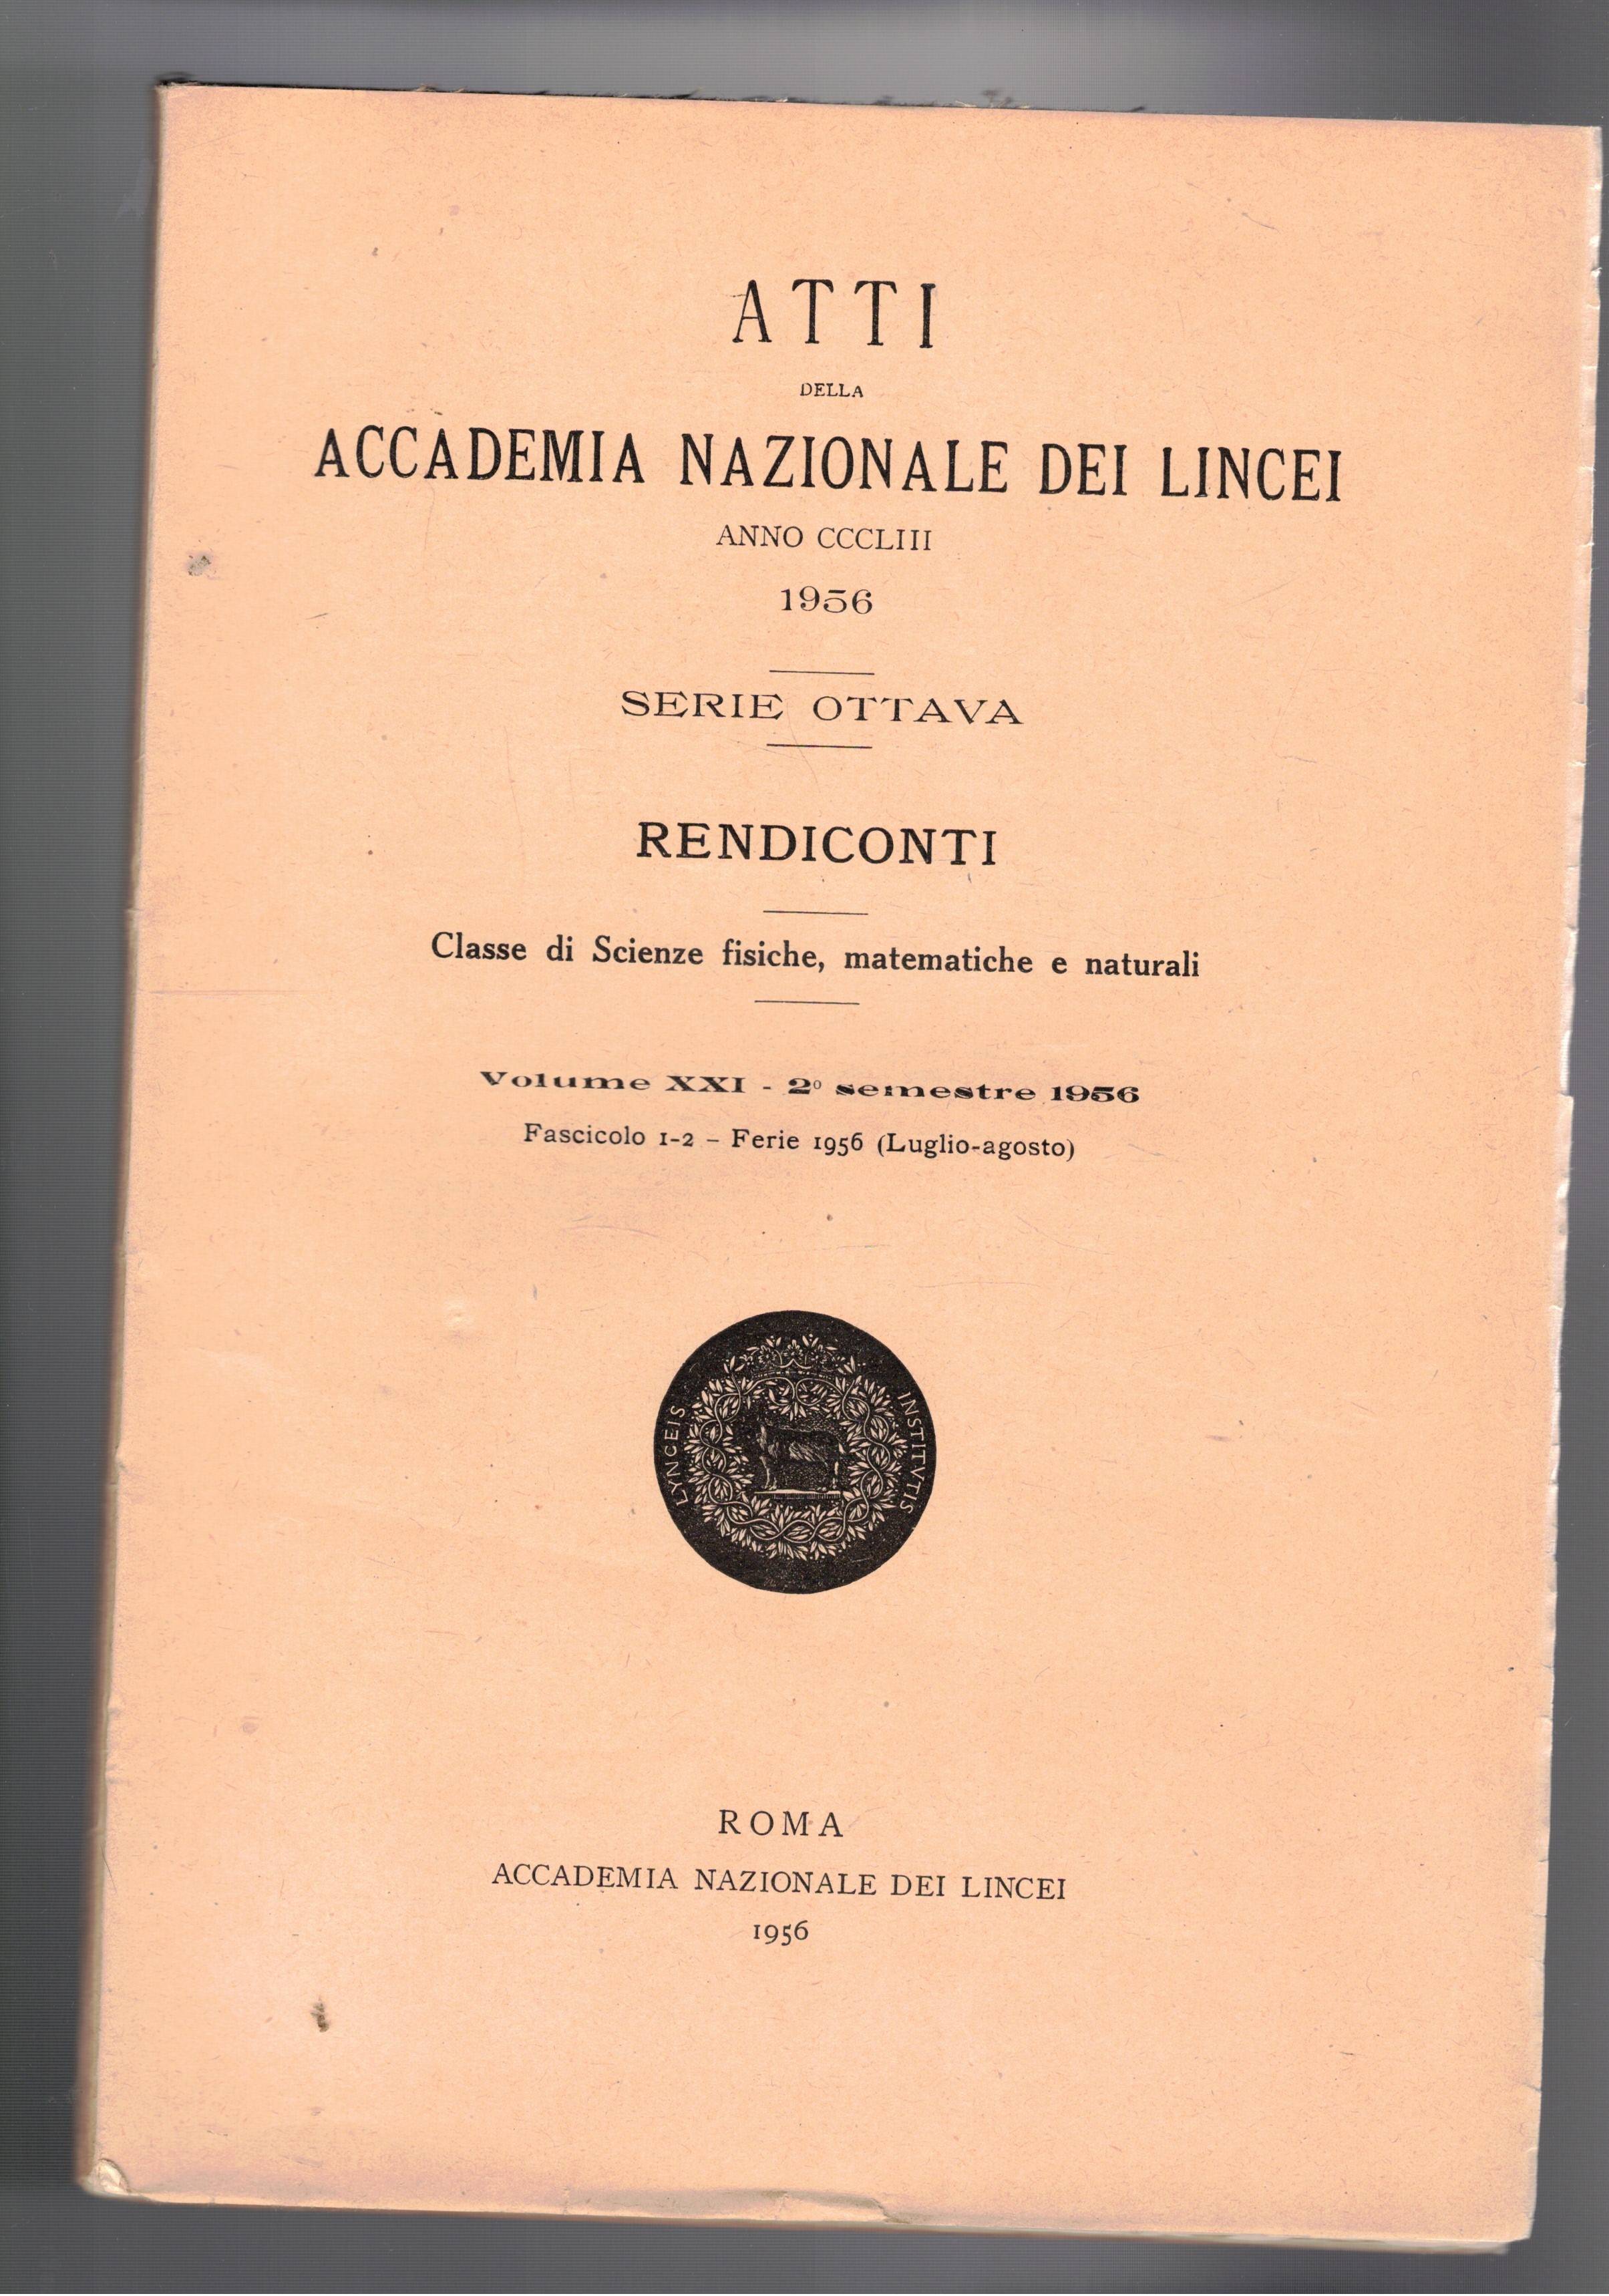 ATTI
DELLA
ACCADEMIA NAZIONALE DEI LINCEI
ANNO CCCLIII
1956
SERIE OTTAVA
RENDICONTI
Classe di Scienze fisiche, matematiche e naturali
Volume XXI - 2º semestre 1956
Fascicolo 1-2 – Ferie 1956 (Luglio-agosto)
LYNCEIS INSTITVTIS
ROMA
ACCADEMIA NAZIONALE DEI LINCEI
1956